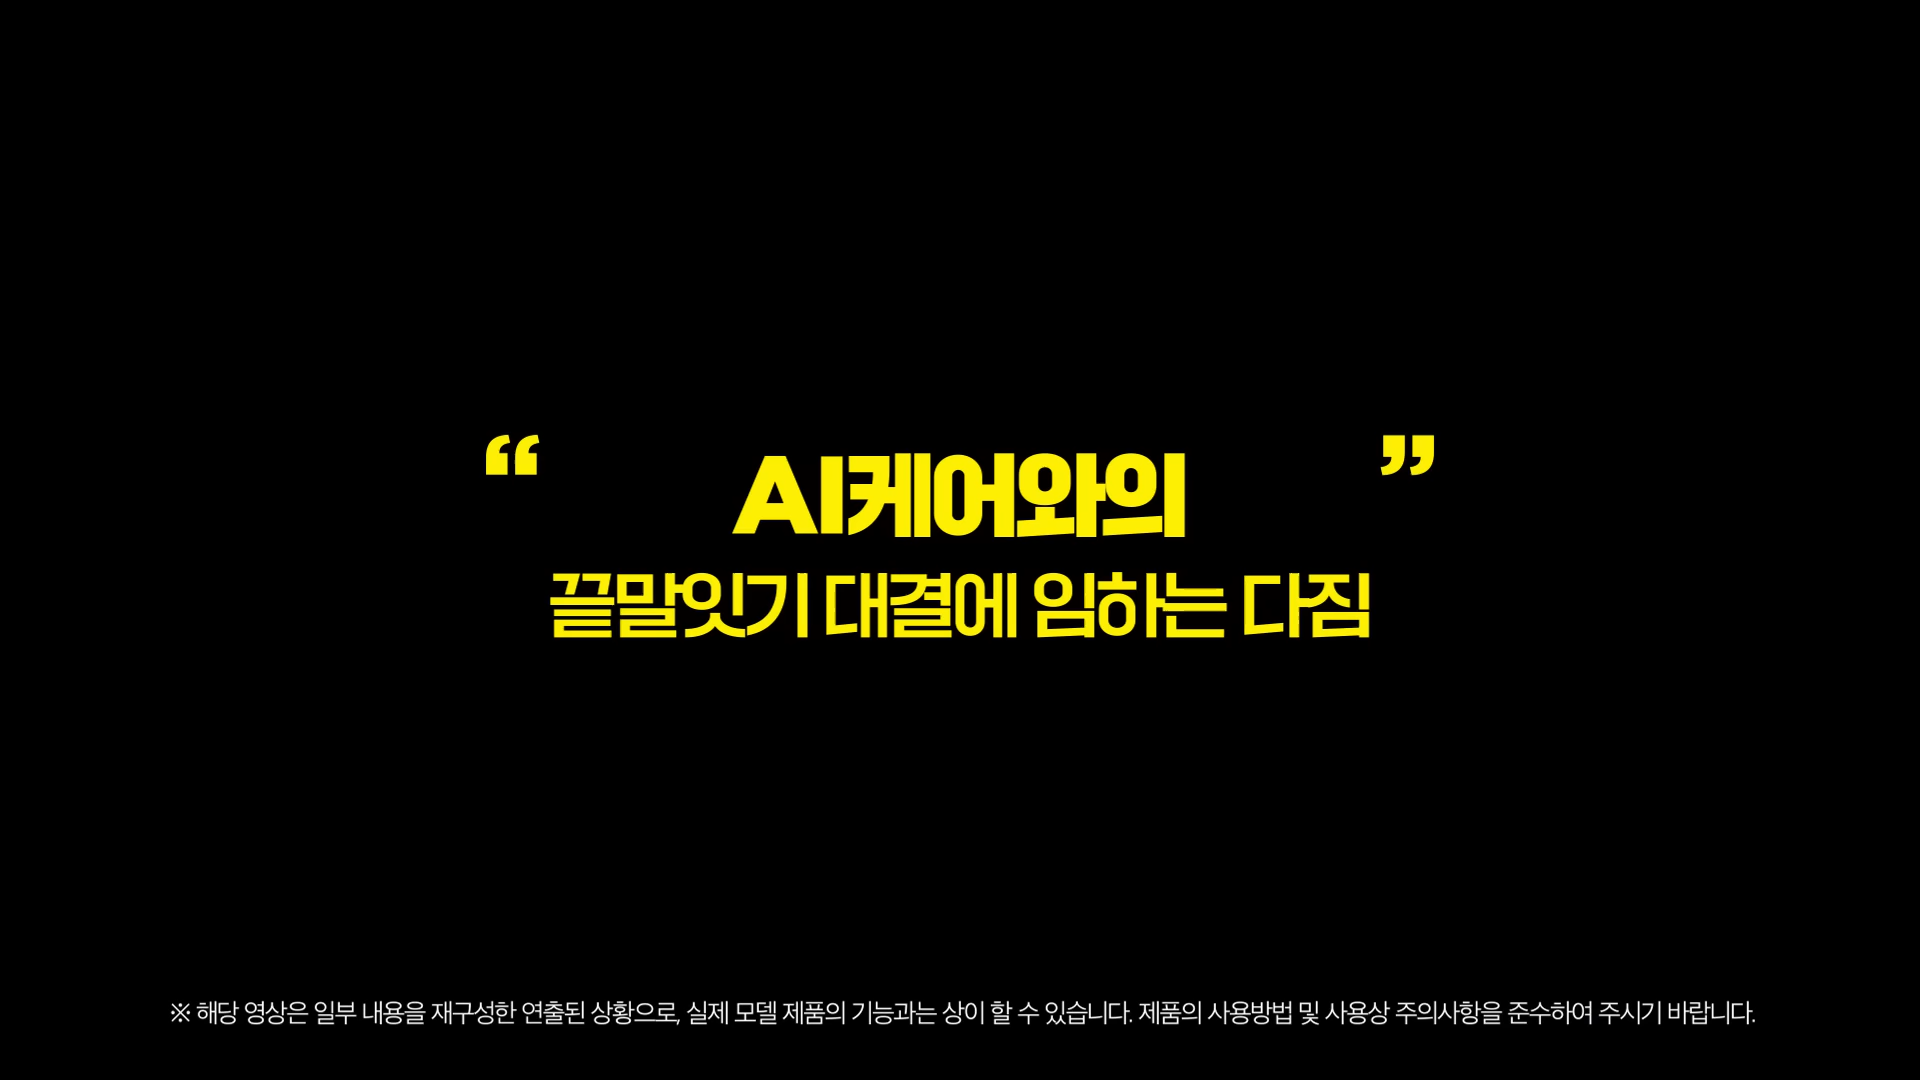 “ AI케어와의 ”
끝말잇기 대결에 임하는 다짐
※ 해당 영상은 일부 내용을 재구성한 연출된 상황으로, 실제 모델 제품의 기능과는 상이 할 수 있습니다. 제품의 사용방법 및 사용상 주의사항을 준수하여 주시기 바랍니다.